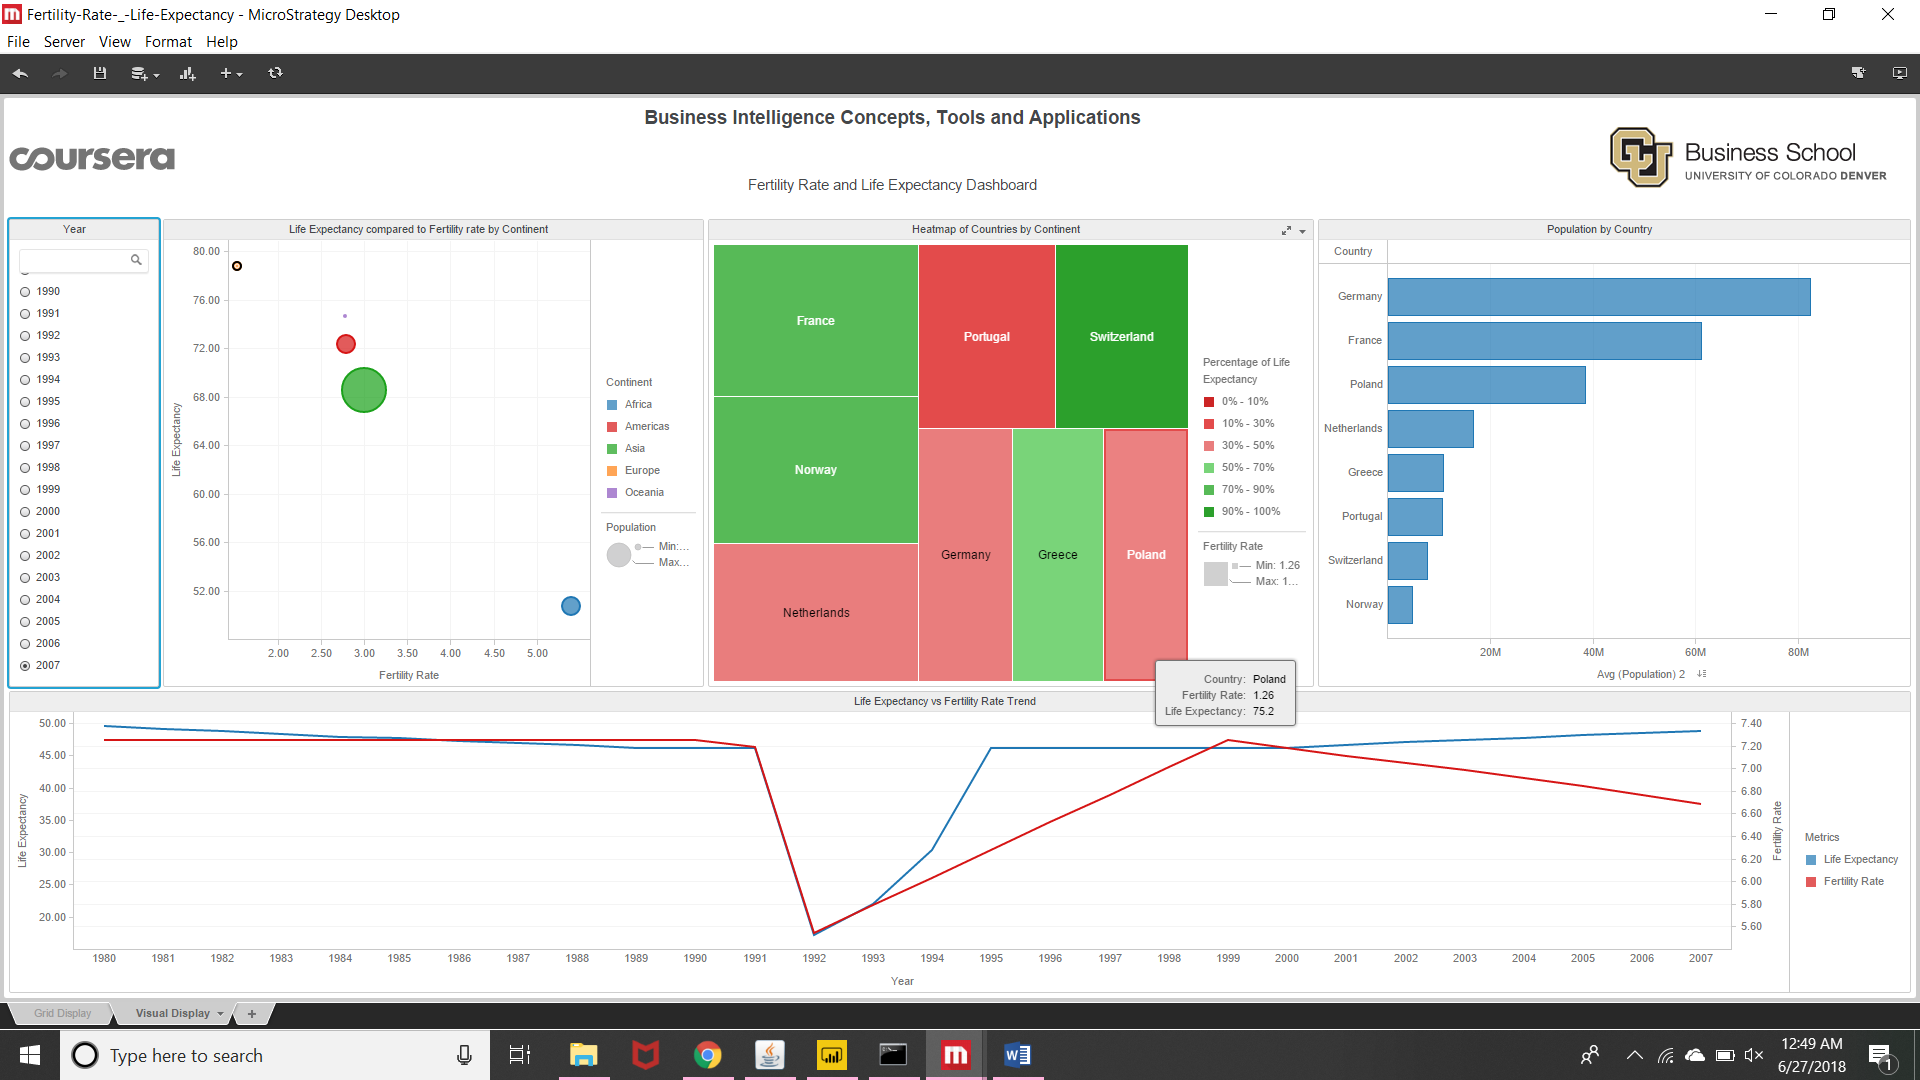 Fertility-Rate-_-Life-Expectancy - MicroStrategy Desktop
File Server View Format Help
Business Intelligence Concepts, Tools and Applications
coursera
Business School
UNIVERSITY OF COLORADO DENVER
Fertility Rate and Life Expectancy Dashboard
Year
1990
1991
1992
1993
1994
1995
1996
1997
1998
1999
2000
2001
2002
2003
2004
2005
2006
2007
Life Expectancy compared to Fertility rate by Continent
Life Expectancy
80.00
76.00
72.00
68.00
64.00
60.00
56.00
52.00
2.00 2.50 3.00 3.50 4.00 4.50 5.00
Fertility Rate
Continent
Africa
Americas
Asia
Europe
Oceania
Population
Min:...
Max...
Heatmap of Countries by Continent
France
Portugal
Switzerland
Norway
Netherlands
Germany
Greece
Poland
Percentage of Life
Expectancy
0% - 10%
10% - 30%
30% - 50%
50% - 70%
70% - 90%
90% - 100%
Fertility Rate
Min: 1.26
Max: 1...
Country: Poland
Fertility Rate: 1.26
Life Expectancy: 75.2
Population by Country
Country
Germany
France
Poland
Netherlands
Greece
Portugal
Switzerland
Norway
20M 40M 60M 80M
Avg (Population) 2
Life Expectancy vs Fertility Rate Trend
Life Expectancy
50.00
45.00
40.00
35.00
30.00
25.00
20.00
7.40
7.20
7.00
6.80
6.60
6.40
6.20
6.00
5.80
5.60
Fertility Rate
1980 1981 1982 1983 1984 1985 1986 1987 1988 1989 1990 1991 1992 1993 1994 1995 1996 1997 1998 1999 2000 2001 2002 2003 2004 2005 2006 2007
Year
Metrics
Life Expectancy
Fertility Rate
Grid Display
Visual Display
Type here to search
12:49 AM
6/27/2018
1